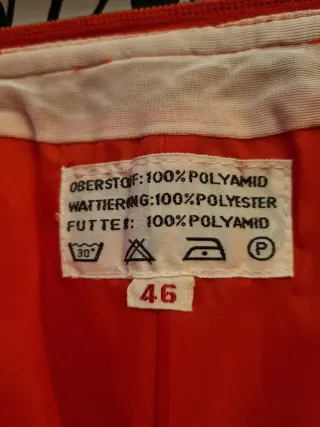 OBERSTOFF:100%POLYAMID
WATTIERUNG:100%POLYESTER
FUTTER: 100%POLYAMID
30° P
46